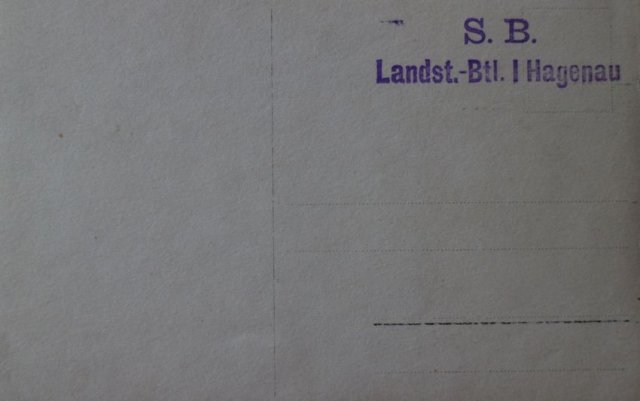 S. B.
Landst.-Btl. I Hagenau